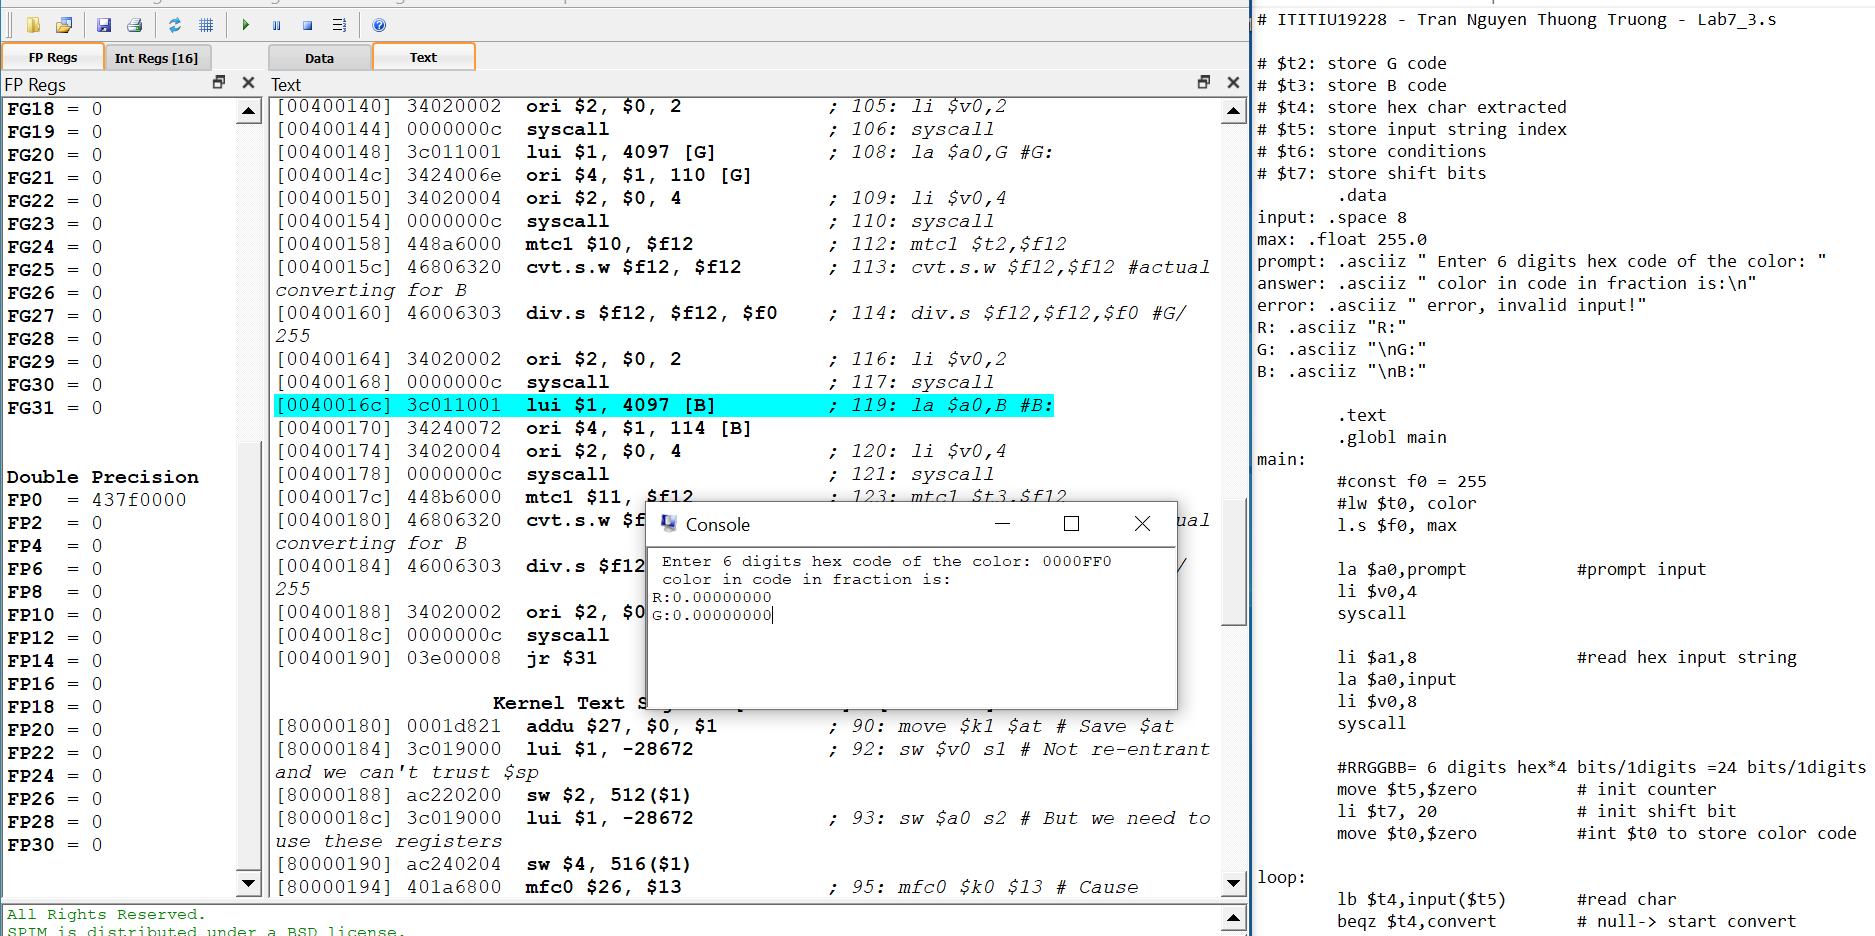 FP Regs
Int Regs [16]
Data
Text
FP Regs
Text
FG18 = 0
FG19 = 0
FG20 = 0
FG21 = 0
FG22 = 0
FG23 = 0
FG24 = 0
FG25 = 0
FG26 = 0
FG27 = 0
FG28 = 0
FG29 = 0
FG30 = 0
FG31 = 0
Double Precision
FP0 = 437f0000
FP2 = 0
FP4 = 0
FP6 = 0
FP8 = 0
FP10 = 0
FP12 = 0
FP14 = 0
FP16 = 0
FP18 = 0
FP20 = 0
FP22 = 0
FP24 = 0
FP26 = 0
FP28 = 0
FP30 = 0
[00400140] 34020002 ori $2, $0, 2 ; 105: li $v0,2
[00400144] 0000000c syscall ; 106: syscall
[00400148] 3c011001 lui $1, 4097 [G] ; 108: la $a0,G #G:
[0040014c] 3424006e ori $4, $1, 110 [G]
[00400150] 34020004 ori $2, $0, 4 ; 109: li $v0,4
[00400154] 0000000c syscall ; 110: syscall
[00400158] 448a6000 mtc1 $10, $f12 ; 112: mtc1 $t2,$f12
[0040015c] 46806320 cvt.s.w $f12, $f12 ; 113: cvt.s.w $f12,$f12 #actual
converting for B
[00400160] 46006303 div.s $f12, $f12, $f0 ; 114: div.s $f12,$f12,$f0 #G/
255
[00400164] 34020002 ori $2, $0, 2 ; 116: li $v0,2
[00400168] 0000000c syscall ; 117: syscall
[0040016c] 3c011001 lui $1, 4097 [B] ; 119: la $a0,B #B:
[00400170] 34240072 ori $4, $1, 114 [B]
[00400174] 34020004 ori $2, $0, 4 ; 120: li $v0,4
[00400178] 0000000c syscall ; 121: syscall
[0040017c] 448b6000 mtc1 $11, $f12 ; 123: mtc1 $t3,$f12
[00400180] 46806320 cvt.s.w $f
converting for B
[00400184] 46006303 div.s $f12
255
[00400188] 34020002 ori $2, $0
[0040018c] 0000000c syscall
[00400190] 03e00008 jr $31
Kernel Text
[80000180] 0001d821 addu $27, $0, $1 ; 90: move $k1 $at # Save $at
[80000184] 3c019000 lui $1, -28672 ; 92: sw $v0 s1 # Not re-entrant
and we can't trust $sp
[80000188] ac220200 sw $2, 512($1)
[8000018c] 3c019000 lui $1, -28672 ; 93: sw $a0 s2 # But we need to
use these registers
[80000190] ac240204 sw $4, 516($1)
[80000194] 401a6800 mfc0 $26, $13 ; 95: mfc0 $k0 $13 # Cause
Console
Enter 6 digits hex code of the color: 0000FF0
color in code in fraction is:
R:0.00000000
G:0.00000000
All Rights Reserved.
SPIM is distributed under a BSD license.
# ITITIU19228 - Tran Nguyen Thuong Truong - Lab7_3.s
# $t2: store G code
# $t3: store B code
# $t4: store hex char extracted
# $t5: store input string index
# $t6: store conditions
# $t7: store shift bits
.data
input: .space 8
max: .float 255.0
prompt: .asciiz " Enter 6 digits hex code of the color: "
answer: .asciiz " color in code in fraction is:\n"
error: .asciiz " error, invalid input!"
R: .asciiz "R:"
G: .asciiz "\nG:"
B: .asciiz "\nB:"
.text
.globl main
main:
#const f0 = 255
#lw $t0, color
l.s $f0, max
la $a0,prompt #prompt input
li $v0,4
syscall
li $a1,8 #read hex input string
la $a0,input
li $v0,8
syscall
#RRGGBB= 6 digits hex*4 bits/1digits =24 bits/1digits
move $t5,$zero # init counter
li $t7, 20 # init shift bit
move $t0,$zero #int $t0 to store color code
loop:
lb $t4,input($t5) #read char
beqz $t4,convert # null-> start convert